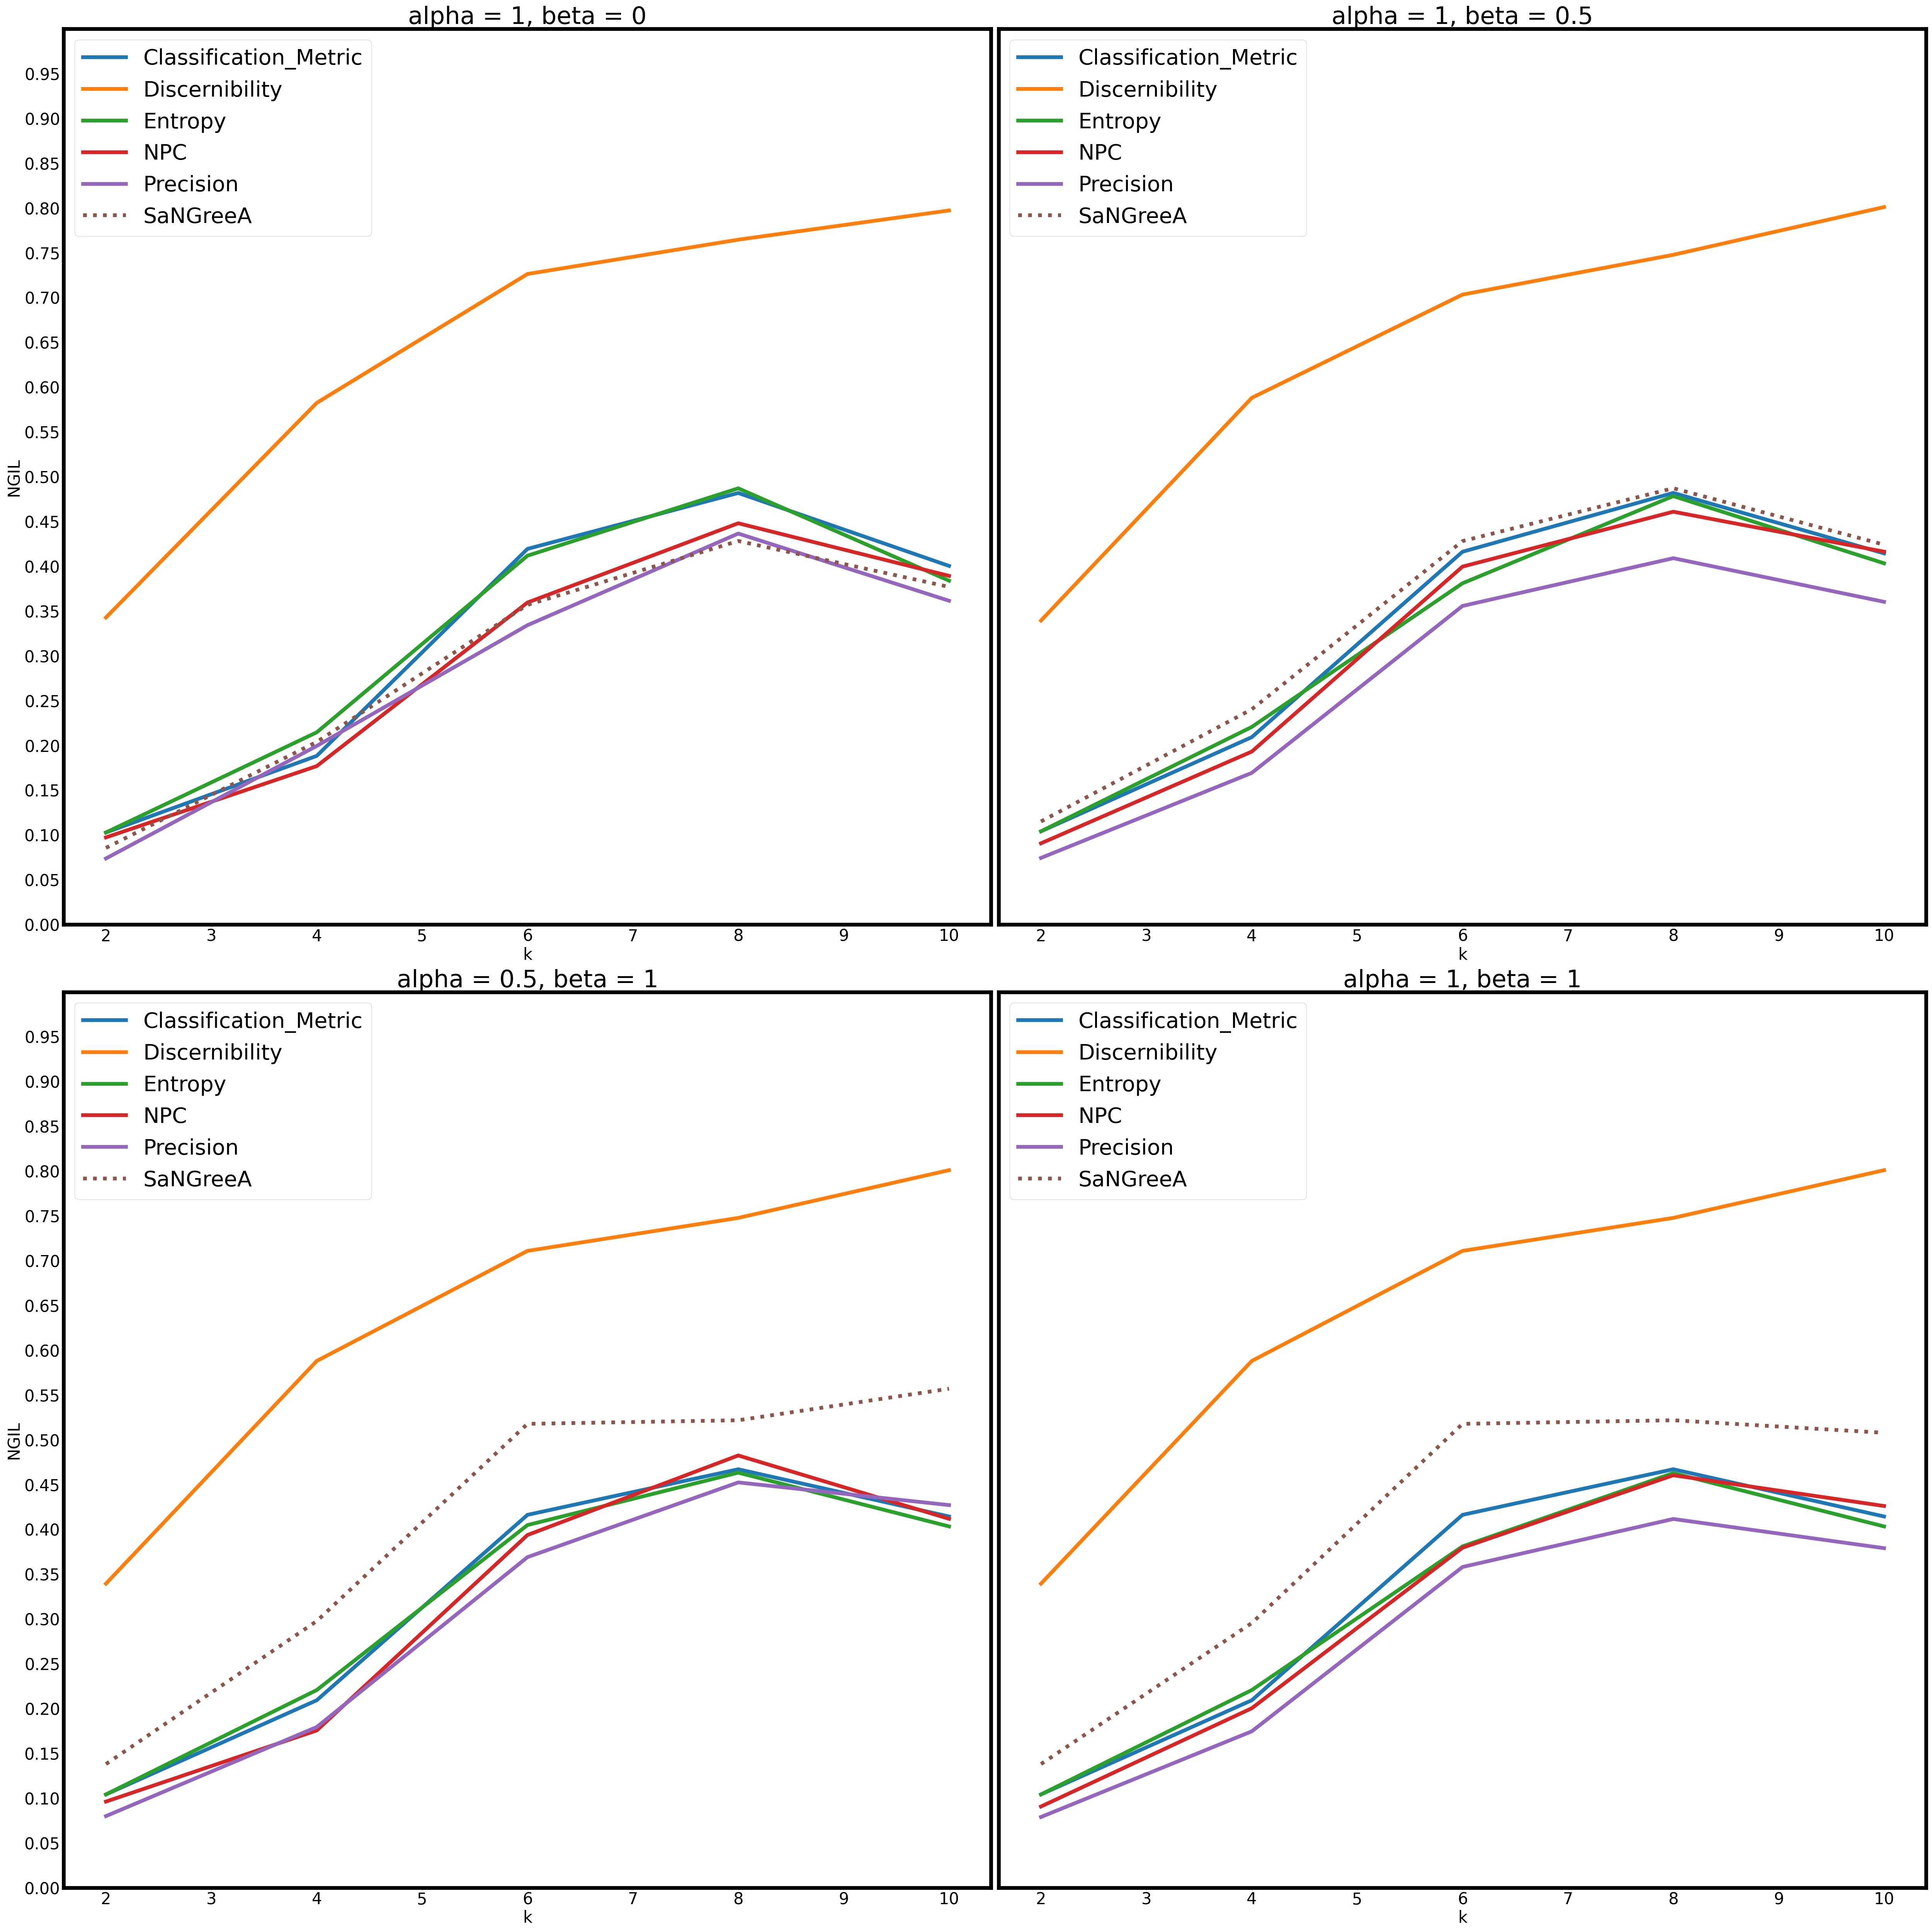 alpha = 1, beta = 0
Classification_Metric
Discernibility
Entropy
NPC
Precision
SaNGreeA
0.95
0.90
0.85
0.80
0.75
0.70
0.65
0.60
0.55
0.50
0.45
0.40
0.35
0.30
0.25
0.20
0.15
0.10
0.05
0.00
NGIL
2 3 4 5 6 7 8 9 10
k
alpha = 1, beta = 0.5
Classification_Metric
Discernibility
Entropy
NPC
Precision
SaNGreeA
2 3 4 5 6 7 8 9 10
k
alpha = 0.5, beta = 1
Classification_Metric
Discernibility
Entropy
NPC
Precision
SaNGreeA
0.95
0.90
0.85
0.80
0.75
0.70
0.65
0.60
0.55
0.50
0.45
0.40
0.35
0.30
0.25
0.20
0.15
0.10
0.05
0.00
NGIL
2 3 4 5 6 7 8 9 10
k
alpha = 1, beta = 1
Classification_Metric
Discernibility
Entropy
NPC
Precision
SaNGreeA
2 3 4 5 6 7 8 9 10
k